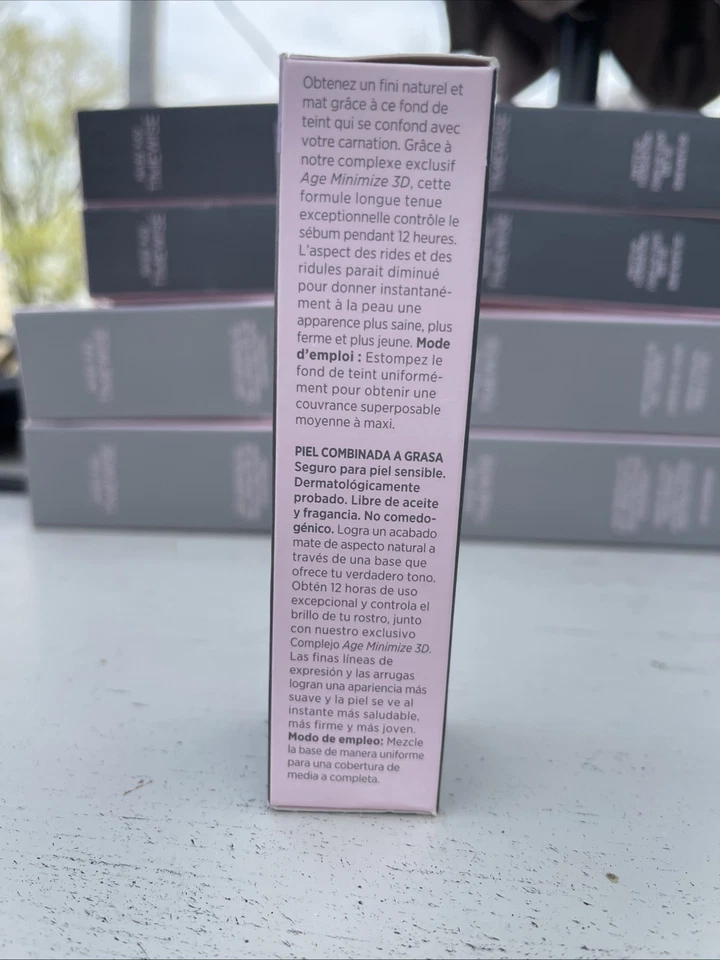 Obtenez un fini naturel et
mat grâce à ce fond de
teint qui se confond avec
votre carnation. Grâce à
notre complexe exclusif
Age Minimize 3D, cette
formule longue tenue
exceptionnelle contrôle le
sébum pendant 12 heures.
L'aspect des rides et des
ridules parait diminué
pour donner instantané-
ment à la peau une
apparence plus saine, plus
ferme et plus jeune. Mode
d'emploi : Estompez le
fond de teint uniformé-
ment pour obtenir une
couvrance superposable
moyenne à maxi.
PIEL COMBINADA A GRASA
Seguro para piel sensible.
Dermatológicamente
probado. Libre de aceite
y fragancia. No comedo-
génico. Logra un acabado
mate de aspecto natural a
través de una base que
ofrece tu verdadero tono.
Obtén 12 horas de uso
excepcional y controla el
brillo de tu rostro, junto
con nuestro exclusivo
Complejo Age Minimize 3D.
Las finas líneas de
expresión y las arrugas
logran una apariencia más
suave y la piel se ve al
instante más saludable,
más firme y más joven.
Modo de empleo: Mezcle
la base de manera uniforme
para una cobertura de
media a completa.